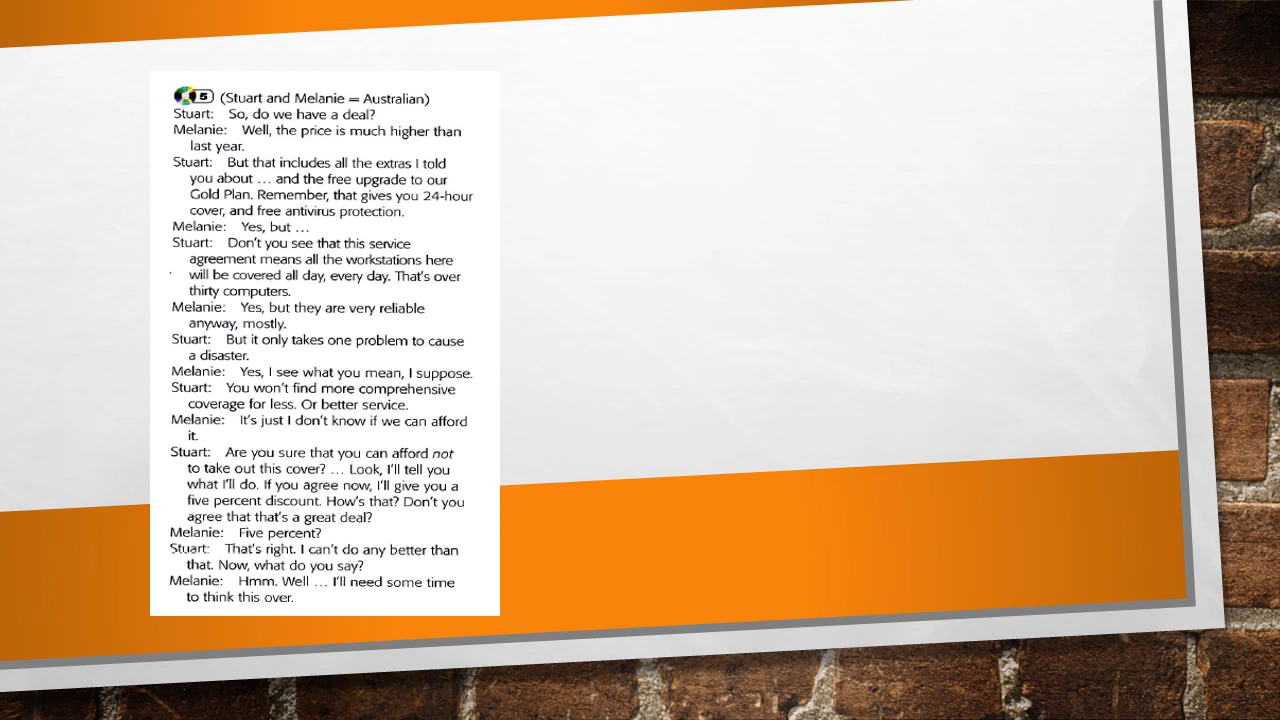 5 (Stuart and Melanie = Australian)
Stuart: So, do we have a deal?
Melanie: Well, the price is much higher than
last year.
Stuart: But that includes all the extras I told
you about … and the free upgrade to our
Gold Plan. Remember, that gives you 24-hour
cover, and free antivirus protection.
Melanie: Yes, but …
Stuart: Don't you see that this service
agreement means all the workstations here
will be covered all day, every day. That's over
thirty computers.
Melanie: Yes, but they are very reliable
anyway, mostly.
Stuart: But it only takes one problem to cause
a disaster.
Melanie: Yes, I see what you mean, I suppose.
Stuart: You won't find more comprehensive
coverage for less. Or better service.
Melanie: It's just I don't know if we can afford
it.
Stuart: Are you sure that you can afford not
to take out this cover? … Look, I'll tell you
what I'll do. If you agree now, I'll give you a
five percent discount. How's that? Don't you
agree that that's a great deal?
Melanie: Five percent?
Stuart: That's right. I can't do any better than
that. Now, what do you say?
Melanie: Hmm. Well … I'll need some time
to think this over.